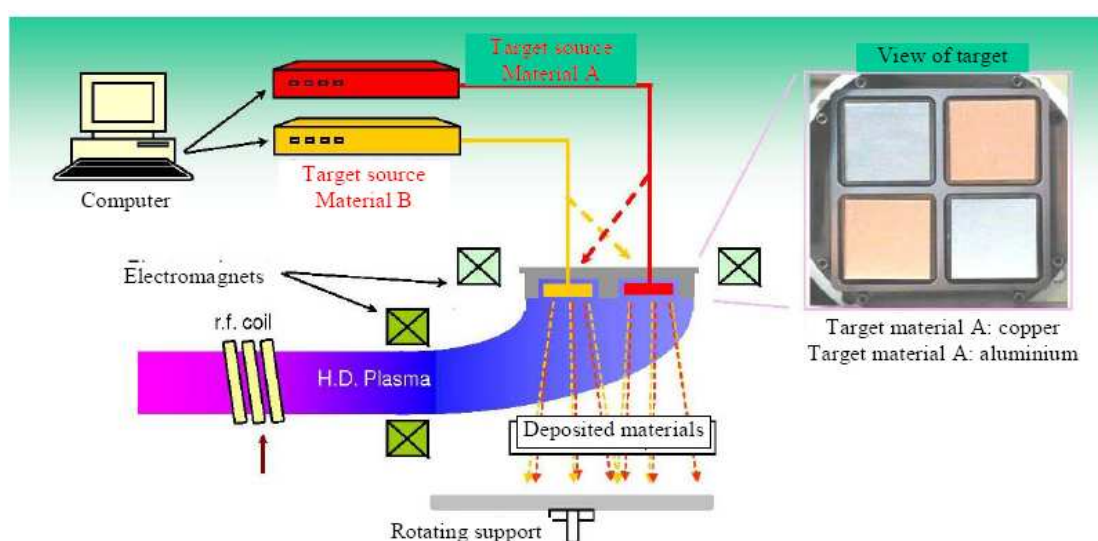 Target source
Material A
View of target
Computer
Target source
Material B
Electromagnets
r.f. coil
H.D. Plasma
Target material A: copper
Target material A: aluminium
Deposited materials
Rotating support